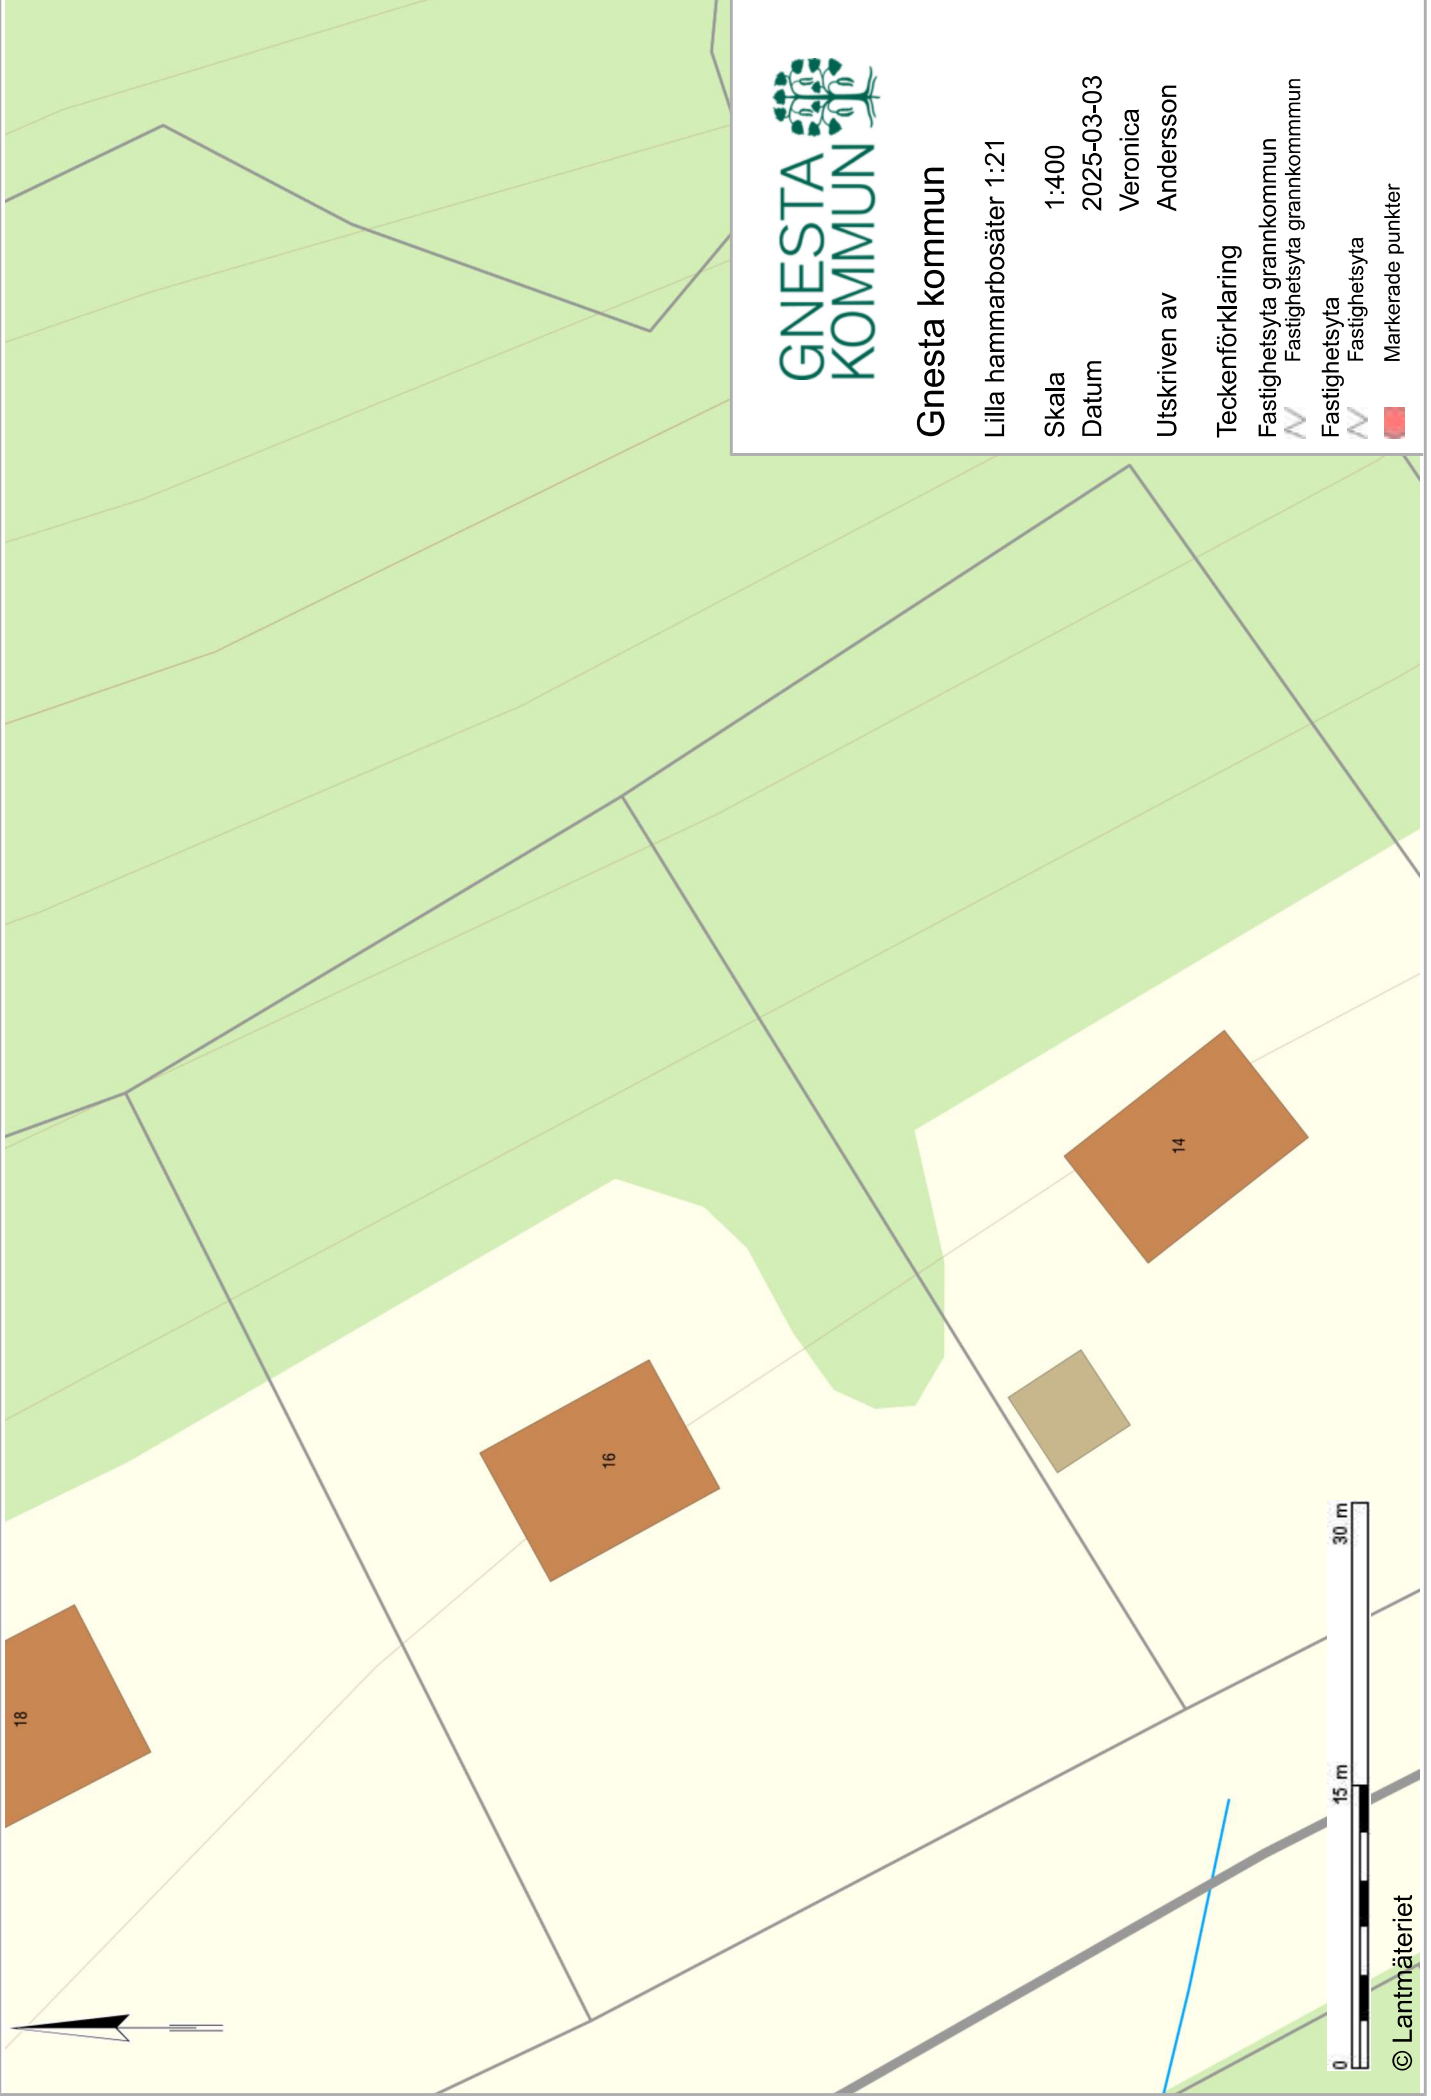 GNESTA
KOMMUN
Gnesta kommun
Lilla hammarbosäter 1:21
Skala 1:400
Datum 2025-03-03
Utskriven av Veronica
Andersson
Teckenförklaring
Fastighetsyta grannkommun
Fastighetsyta grannkommmun
Fastighetsyta
Fastighetsyta
Markerade punkter
18
16
14
0 15 m 30 m
© Lantmäteriet